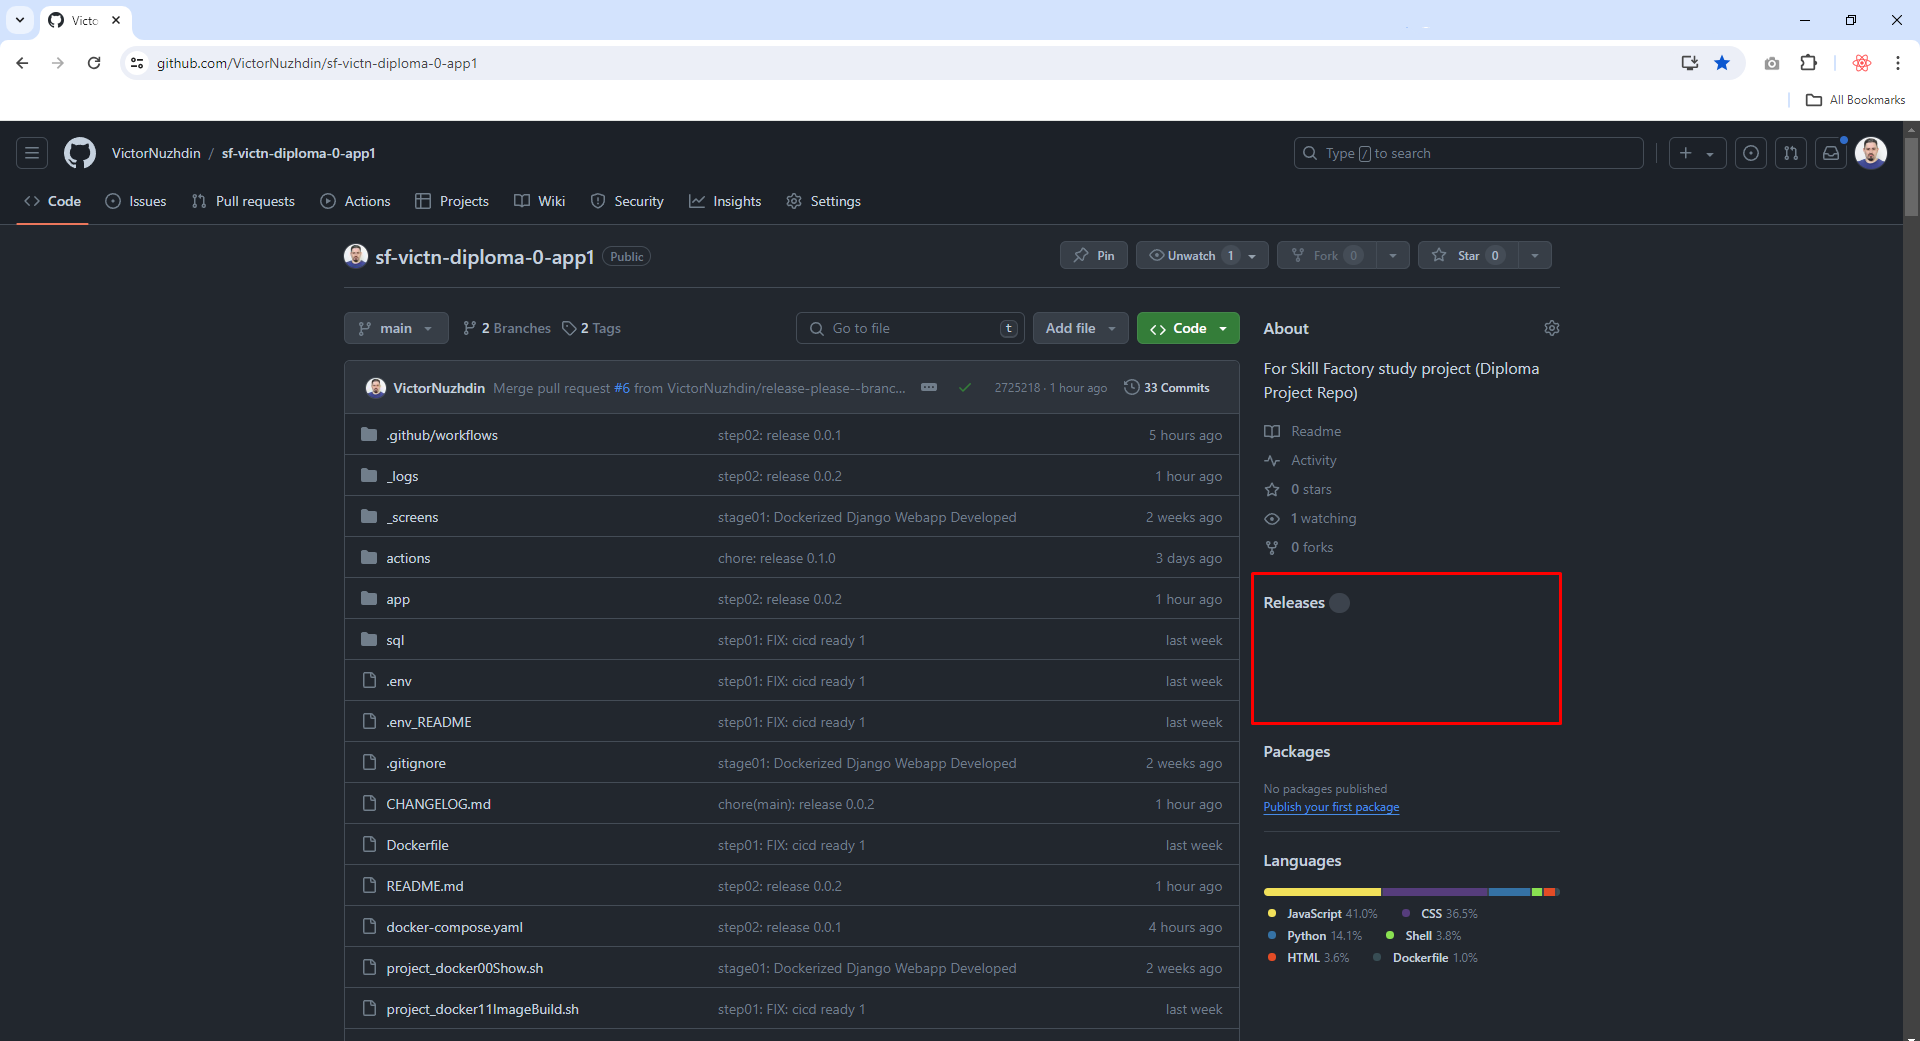 Victo
github.com/VictorNuzhdin/sf-victn-diploma-0-app1
All Bookmarks
VictorNuzhdin / sf-victn-diploma-0-app1
Type / to search
Code Issues Pull requests Actions Projects Wiki Security Insights Settings
sf-victn-diploma-0-app1 Public
Pin Unwatch 1 Fork 0 Star 0
main 2 Branches 2 Tags Go to file t Add file Code
VictorNuzhdin Merge pull request #6 from VictorNuzhdin/release-please--branc... 2725218 · 1 hour ago 33 Commits
.github/workflows step02: release 0.0.1 5 hours ago
_logs step02: release 0.0.2 1 hour ago
_screens stage01: Dockerized Django Webapp Developed 2 weeks ago
actions chore: release 0.1.0 3 days ago
app step02: release 0.0.2 1 hour ago
sql step01: FIX: cicd ready 1 last week
.env step01: FIX: cicd ready 1 last week
.env_README step01: FIX: cicd ready 1 last week
.gitignore stage01: Dockerized Django Webapp Developed 2 weeks ago
CHANGELOG.md chore(main): release 0.0.2 1 hour ago
Dockerfile step01: FIX: cicd ready 1 last week
README.md step02: release 0.0.2 1 hour ago
docker-compose.yaml step02: release 0.0.1 4 hours ago
project_docker00Show.sh stage01: Dockerized Django Webapp Developed 2 weeks ago
project_docker11ImageBuild.sh step01: FIX: cicd ready 1 last week
About
For Skill Factory study project (Diploma
Project Repo)
Readme
Activity
0 stars
1 watching
0 forks
Releases
Packages
No packages published
Publish your first package
Languages
JavaScript 41.0% CSS 36.5%
Python 14.1% Shell 3.8%
HTML 3.6% Dockerfile 1.0%